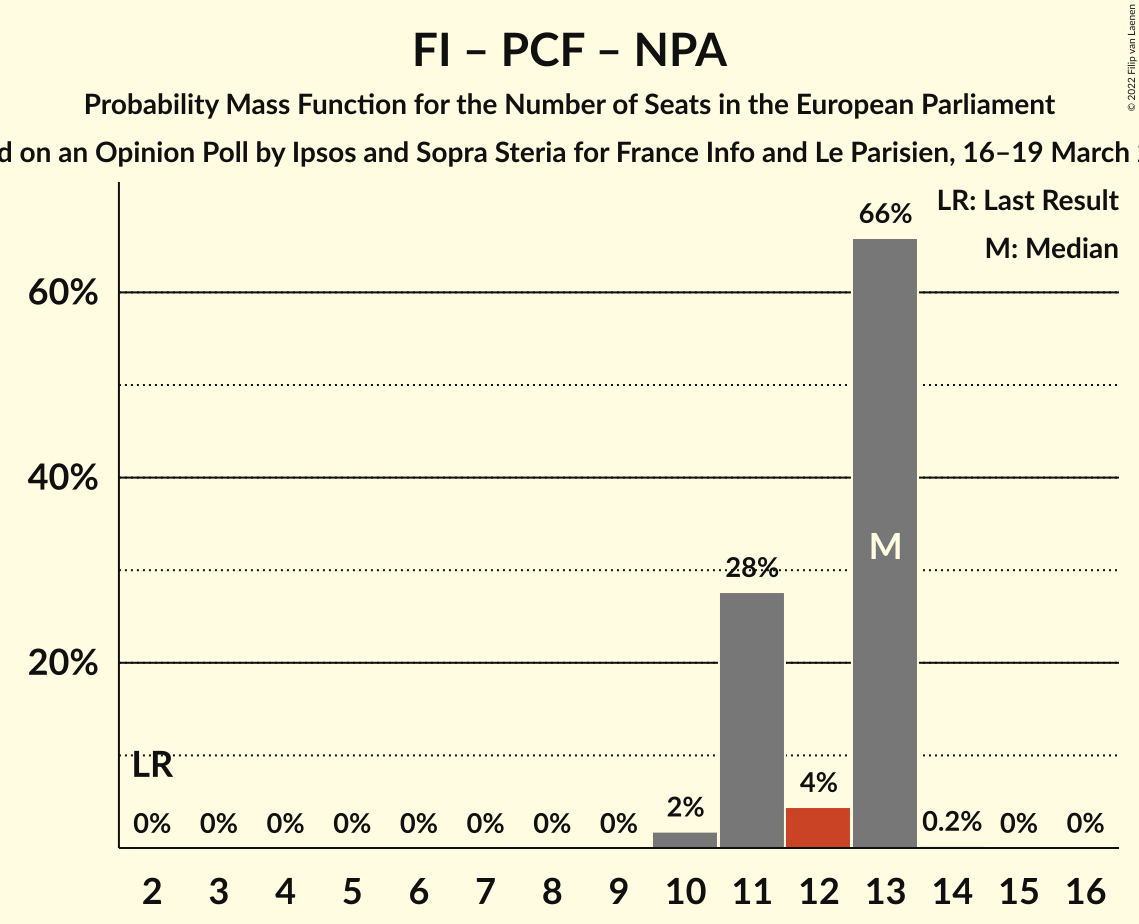 FI – PCF – NPA
Probability Mass Function for the Number of Seats in the European Parliament
on an Opinion Poll by Ipsos and Sopra Steria for France Info and Le Parisien, 16–19 March
© 2022 Filip van Laenen
LR: Last Result
M: Median
66%
60%
40%
M
28%
20%
LR
4%
2%
0% 0% 0% 0% 0% 0% 0% 0% 0.2% 0% 0%
2 3 4 5 6 7 8 9 10 11 12 13 14 15 16